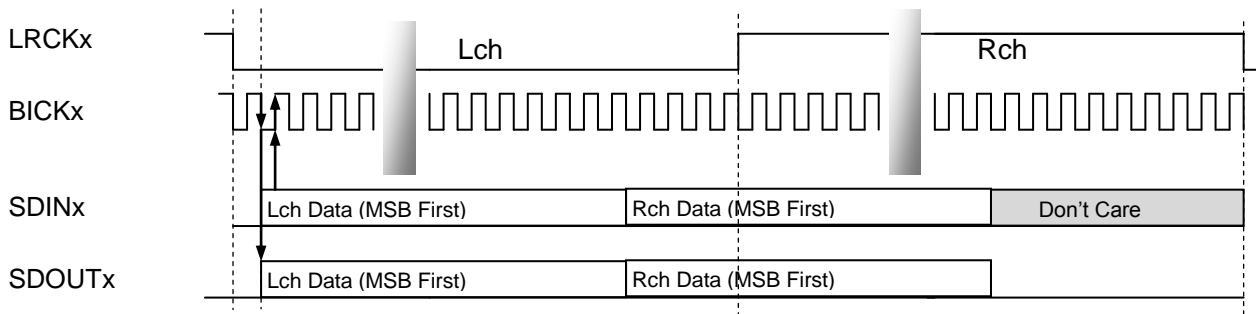 LRCKx
Lch
Rch
BICKx
SDINx
Lch Data (MSB First)
Rch Data (MSB First)
Don't Care
SDOUTx
Lch Data (MSB First)
Rch Data (MSB First)